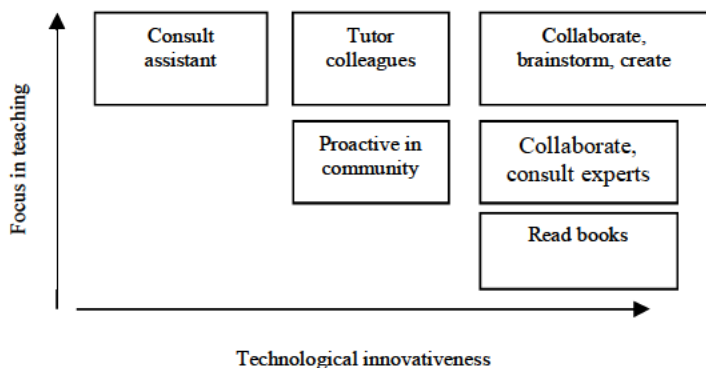 Consult
assistant
Tutor
colleagues
Collaborate,
brainstorm, create
Proactive in
community
Collaborate,
consult experts
Read books
Focus in teaching
Technological innovativeness